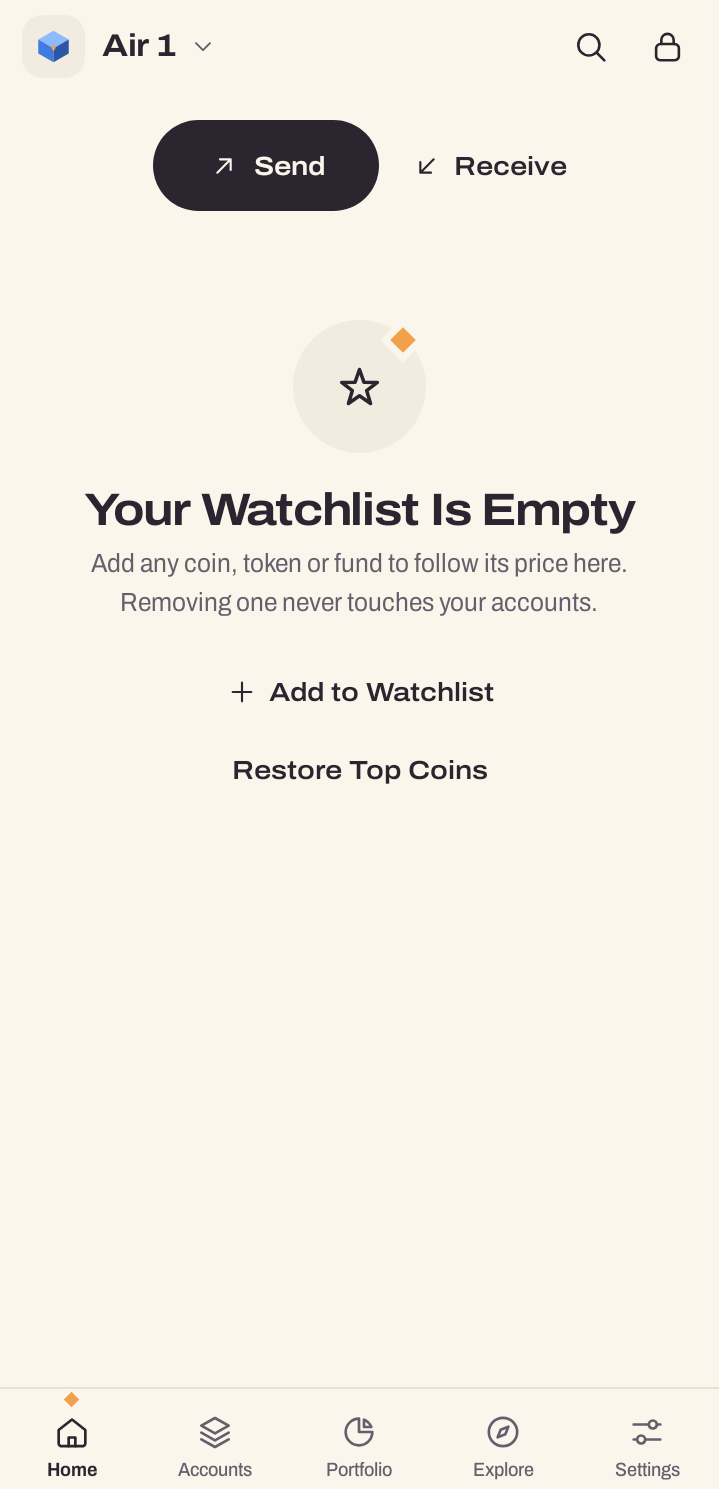 Air 1
Send
Receive
Your Watchlist Is Empty
Add any coin, token or fund to follow its price here.
Removing one never touches your accounts.
Add to Watchlist
Restore Top Coins
Home
Accounts
Portfolio
Explore
Settings